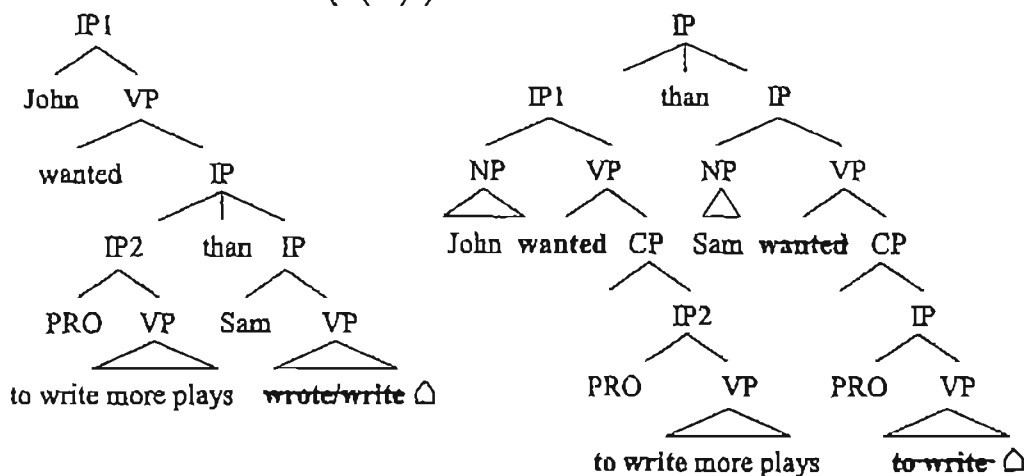 IP1
John VP
wanted IP
IP2 than IP
PRO VP Sam VP
to write more plays wrote/write ⌂
IP
IP1 than IP
NP VP NP VP
John wanted CP Sam wanted CP
IP2 IP
PRO VP PRO VP
to write more plays to write ⌂